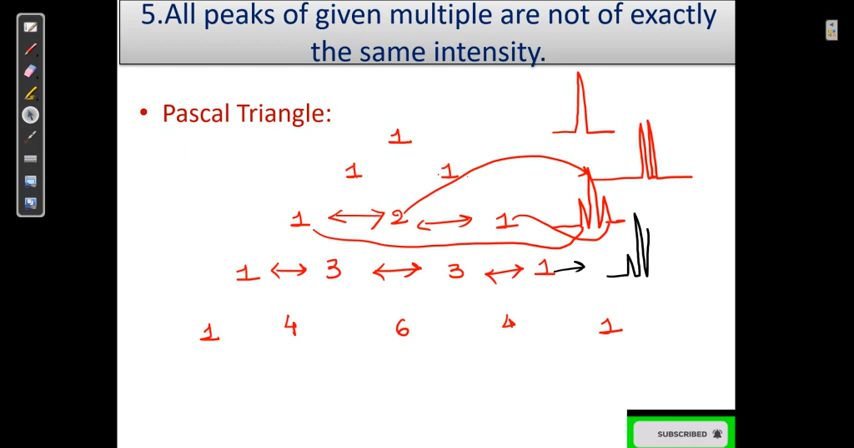 5.All peaks of given multiple are not of exactly
the same intensity.
• Pascal Triangle:
1
1 1
1 2 1
1 3 3 1
1 4 6 4 1
SUBSCRIBED